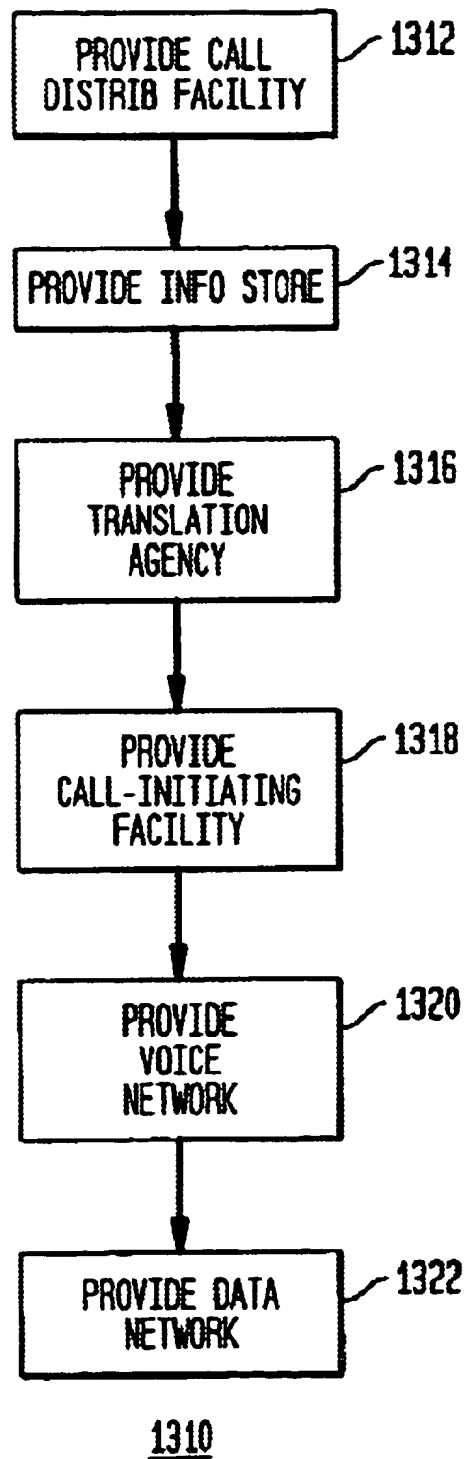 PROVIDE CALL
DISTRIB FACILITY
1312
PROVIDE INFO STORE
1314
PROVIDE
TRANSLATION
AGENCY
1316
PROVIDE
CALL-INITIATING
FACILITY
1318
PROVIDE
VOICE
NETWORK
1320
PROVIDE DATA
NETWORK
1322
1310